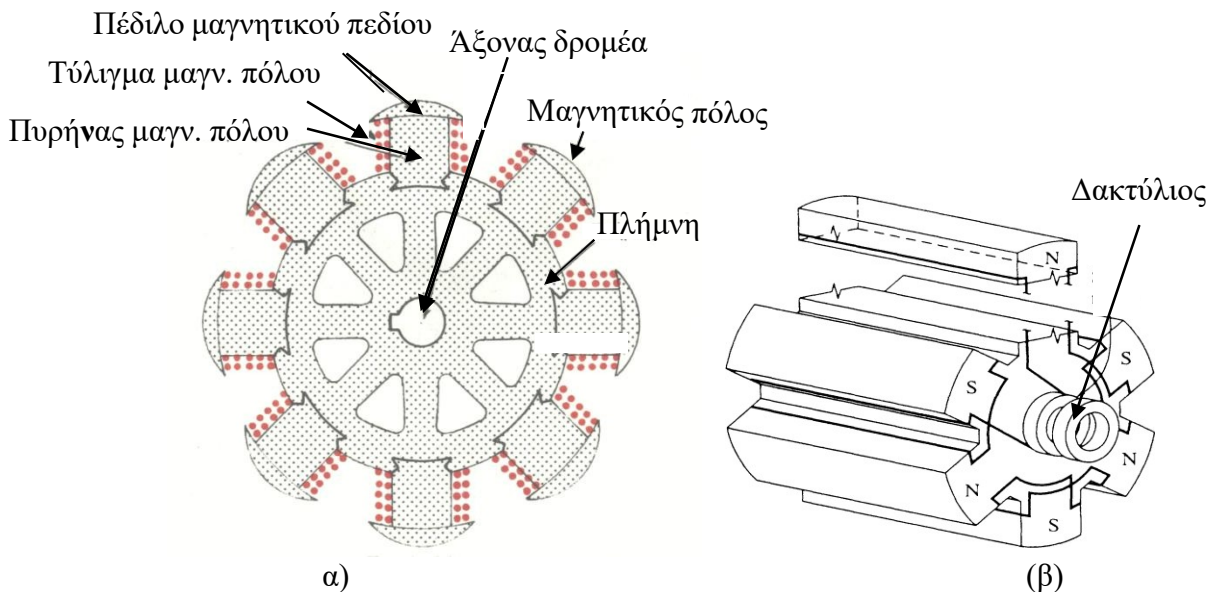 Πέδιλο μαγνητικού πεδίου
Άξονας δρομέα
Τύλιγμα μαγν. πόλου
Μαγνητικός πόλος
Πυρήνας μαγν. πόλου
Πλήμνη
Δακτύλιος
N
S
S
N
N
S
α)
(β)